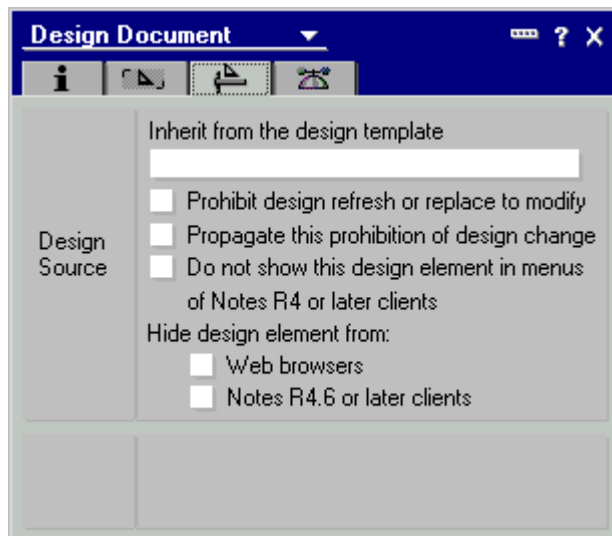 Design Document
? X
i
Inherit from the design template
Prohibit design refresh or replace to modify
Propagate this prohibition of design change
Design
Source
Do not show this design element in menus
of Notes R4 or later clients
Hide design element from:
Web browsers
Notes R4.6 or later clients